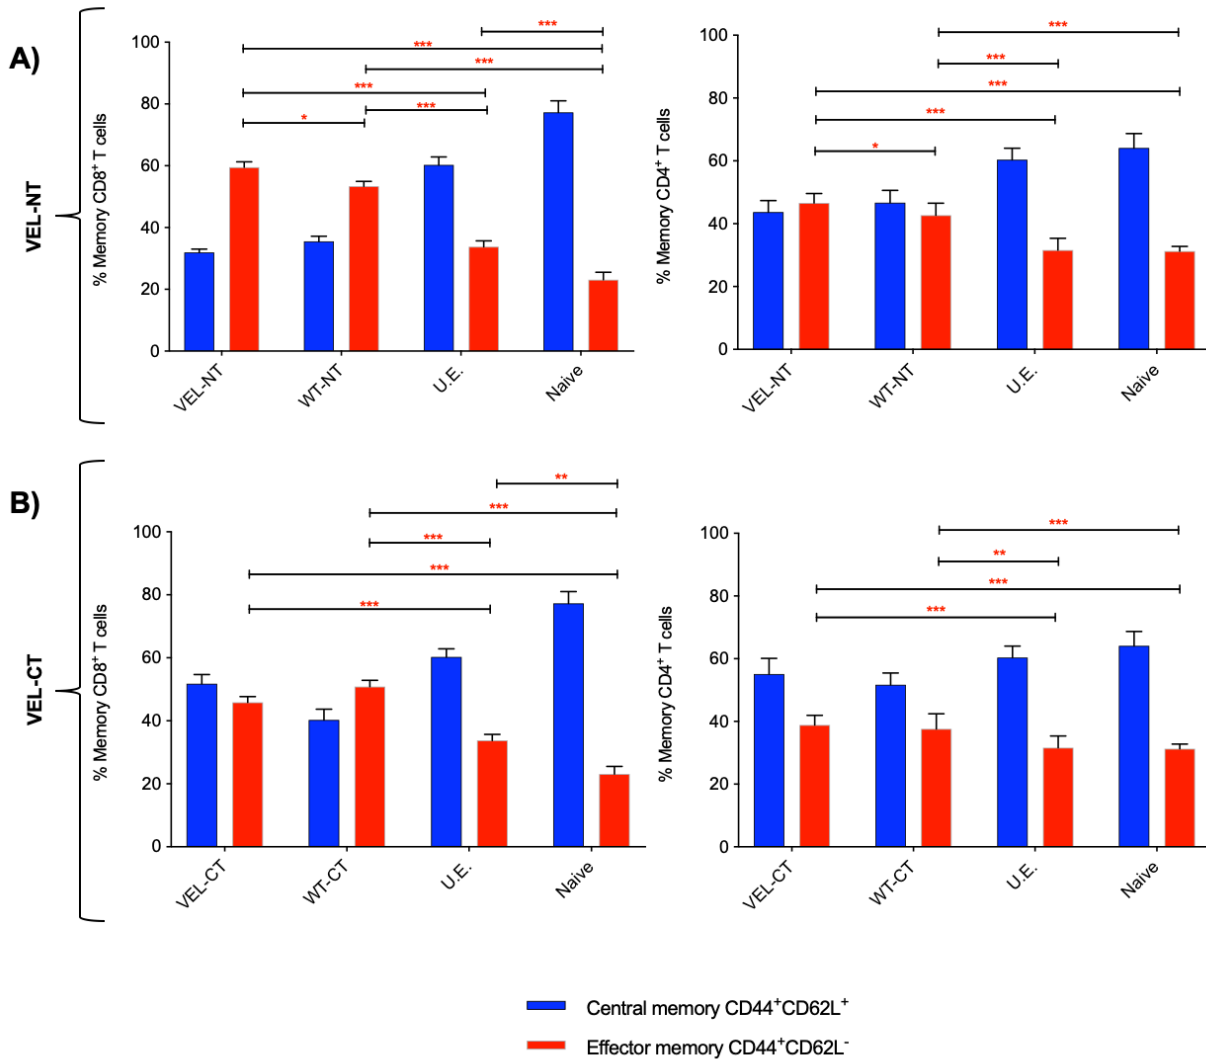 A)
VEL-NT
% Memory CD8+ T cells
100
80
60
40
20
0
***
***
***
***
***
*
VEL-NT
WT-NT
U.E.
Naive
% Memory CD4+ T cells
100
80
60
40
20
0
***
***
***
***
*
VEL-NT
WT-NT
U.E.
Naive
B)
VEL-CT
% Memory CD8+ T cells
100
80
60
40
20
0
**
***
***
***
***
VEL-CT
WT-CT
U.E.
Naive
% Memory CD4+ T cells
100
80
60
40
20
0
***
**
***
***
VEL-CT
WT-CT
U.E.
Naive
Central memory CD44+CD62L+
Effector memory CD44+CD62L-